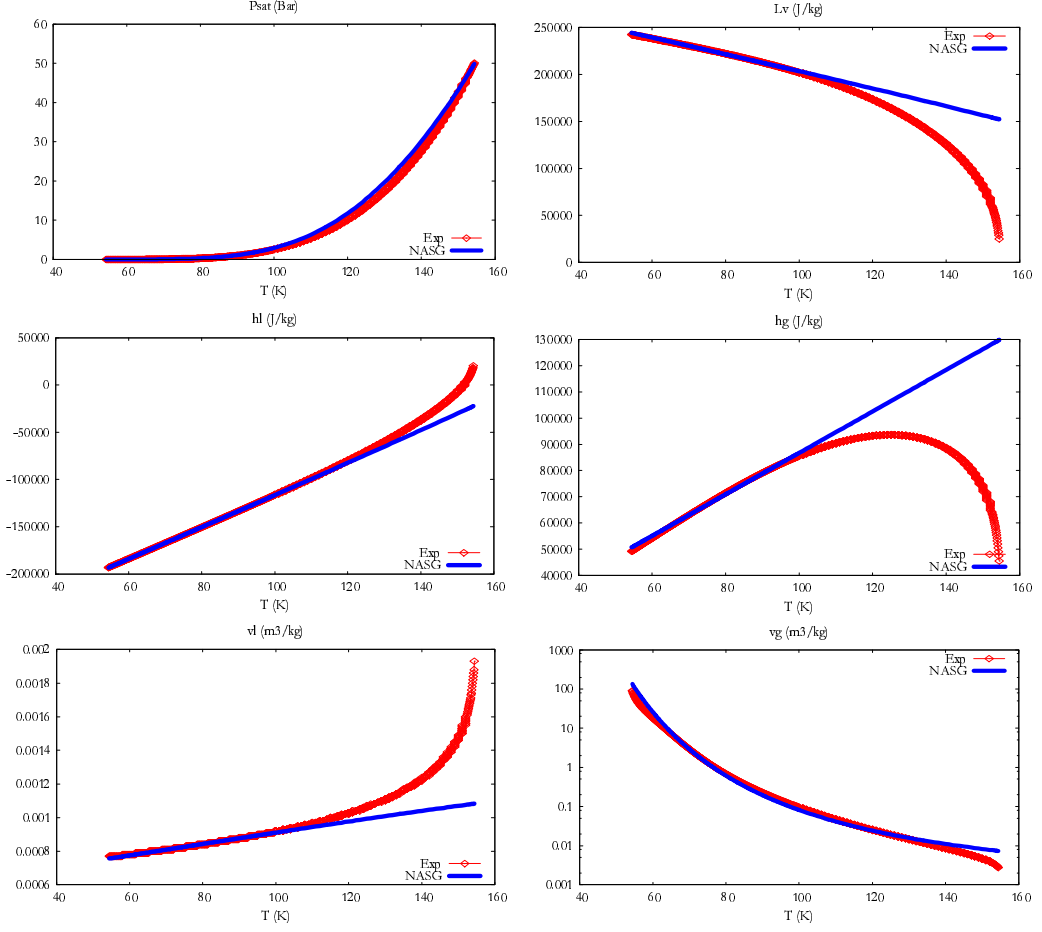 Psat (Bar)
60
50
40
30
20
10
0
Exp
NASG
40 60 80 100 120 140 160
T (K)
Lv (J/kg)
250000
200000
150000
100000
50000
0
Exp
NASG
40 60 80 100 120 140 160
T (K)
hl (J/kg)
50000
0
−50000
−100000
−150000
−200000
Exp
NASG
40 60 80 100 120 140 160
T (K)
hg (J/kg)
130000
120000
110000
100000
90000
80000
70000
60000
50000
40000
Exp
NASG
40 60 80 100 120 140 160
T (K)
vl (m3/kg)
0.002
0.0018
0.0016
0.0014
0.0012
0.001
0.0008
0.0006
Exp
NASG
40 60 80 100 120 140 160
T (K)
vg (m3/kg)
1000
100
10
1
0.1
0.01
0.001
Exp
NASG
40 60 80 100 120 140 160
T (K)